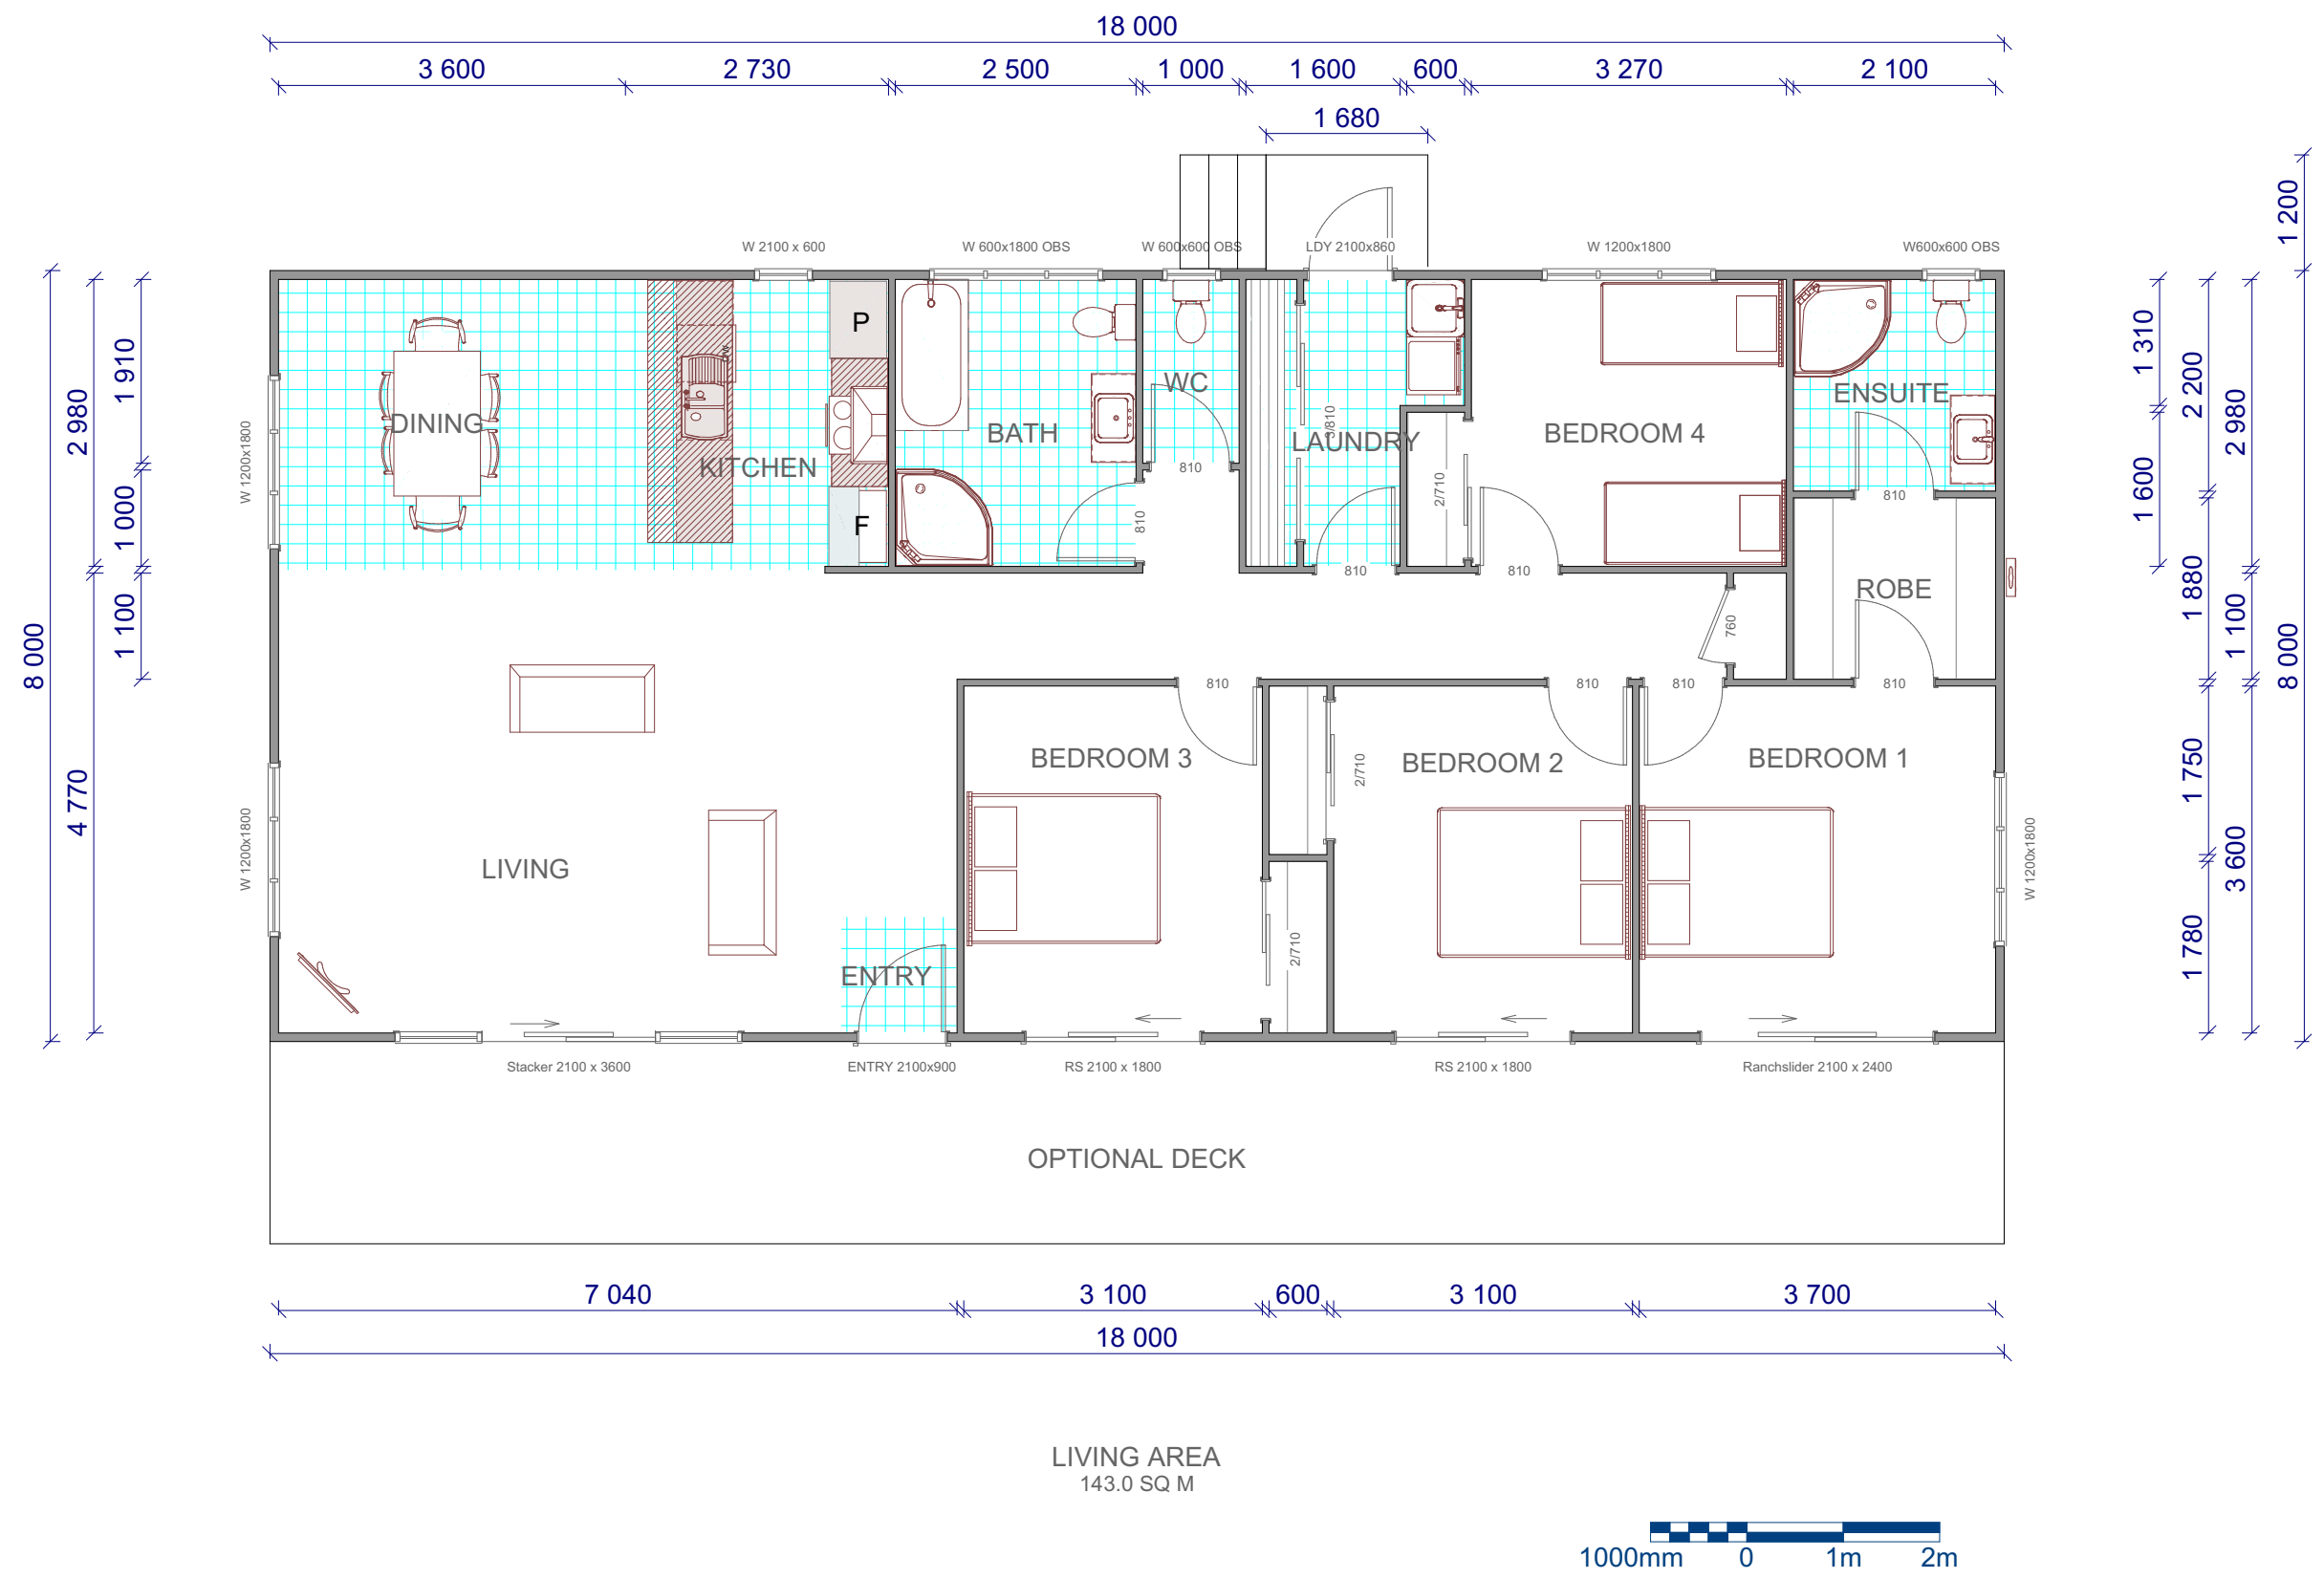 18 000
3 600 2 730 2 500 1 000 1 600 600 3 270 2 100
1 680
1 200
W 2100 x 600 W 600x1800 OBS W 600x600 OBS LDY 2100x860 W 1200x1800 W600x600 OBS
P
1 310
1 910
2 200
2 980
2 980
WC
ENSUITE
DINING
BATH
3/810
LAUNDRY
BEDROOM 4
KITCHEN
810
W 1200x1800
2/710
1 600
810
1 000
F
810
810
810
ROBE
1 880
1 100
1 100
760
8 000
8 000
810
810
810
810
BEDROOM 3
BEDROOM 2
BEDROOM 1
2/710
1 750
4 770
W 1200x1800
W 1200x1800
3 600
LIVING
2/710
1 780
ENTRY
Stacker 2100 x 3600 ENTRY 2100x900 RS 2100 x 1800 RS 2100 x 1800 Ranchslider 2100 x 2400
OPTIONAL DECK
7 040 3 100 600 3 100 3 700
18 000
LIVING AREA
143.0 SQ M
1000mm 0 1m 2m